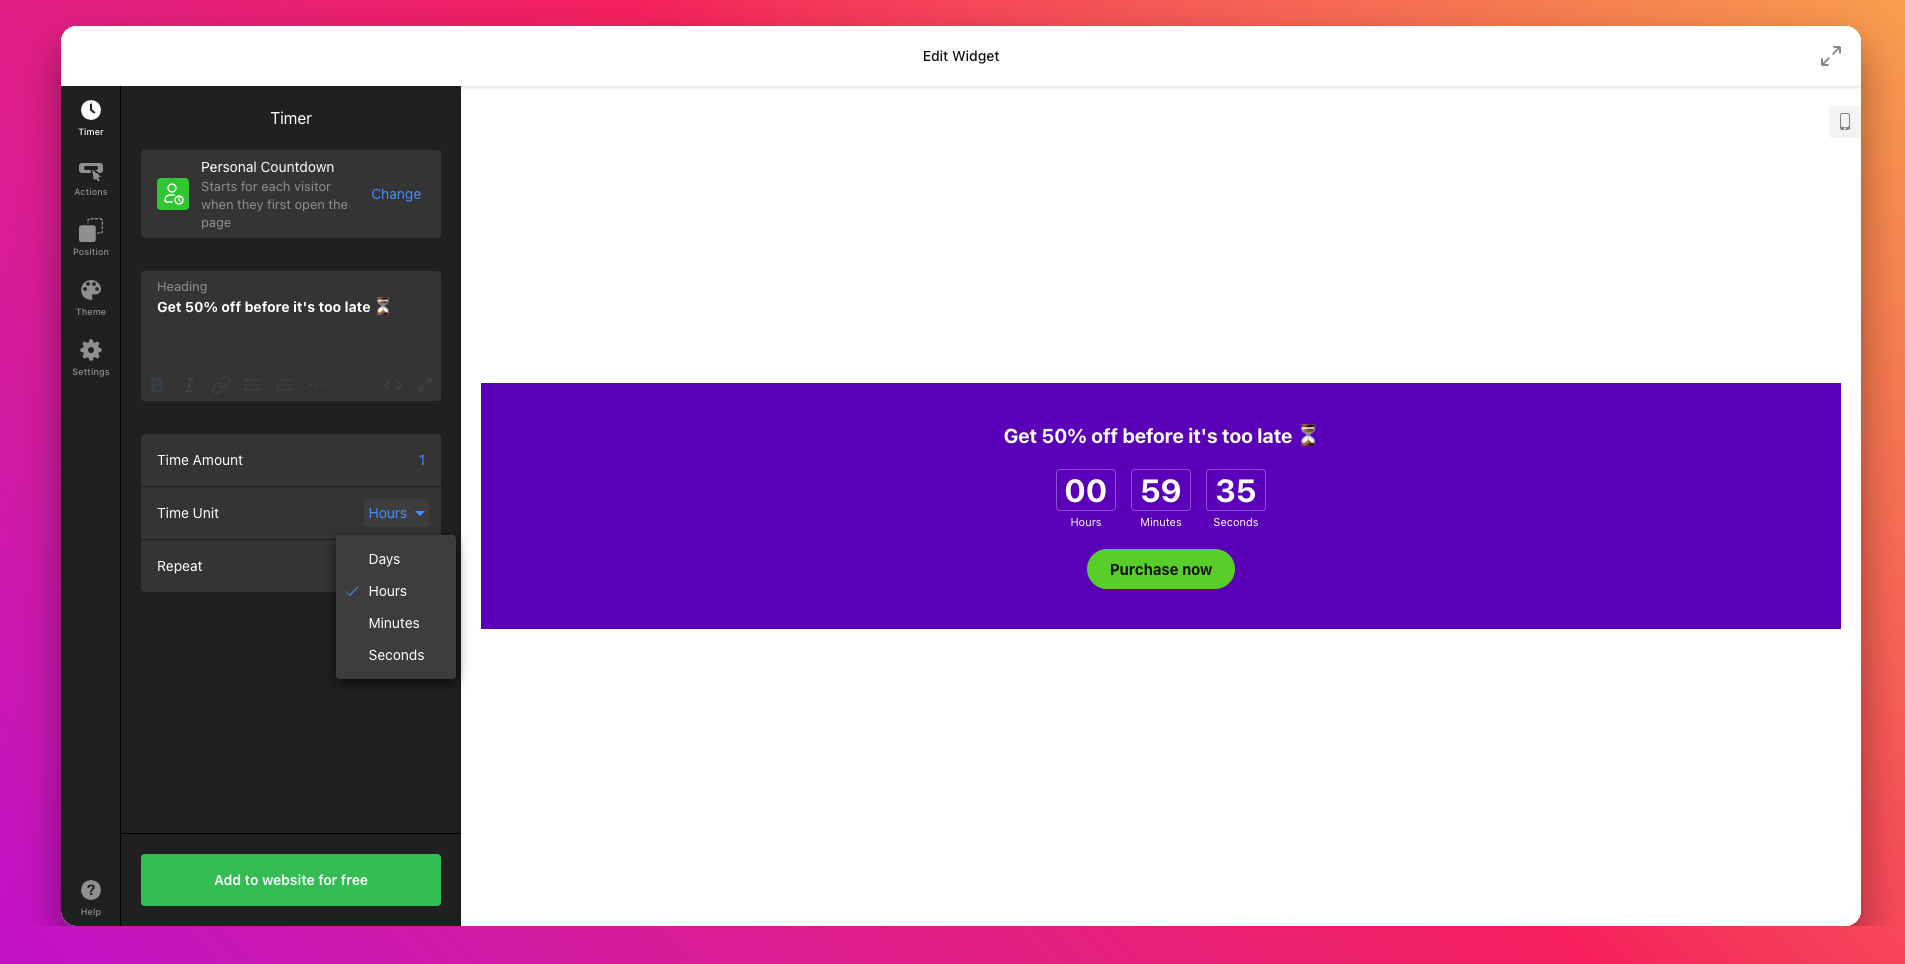 Edit Widget
Timer
Actions
Position
Theme
Settings
Help
Timer
Personal Countdown
Starts for each visitor
when they first open the
page
Change
Heading
Get 50% off before it's too late ⏳
B I
Time Amount 1
Time Unit Hours
Repeat
Days
Hours
Minutes
Seconds
Add to website for free
Get 50% off before it's too late ⏳
00 59 35
Hours Minutes Seconds
Purchase now